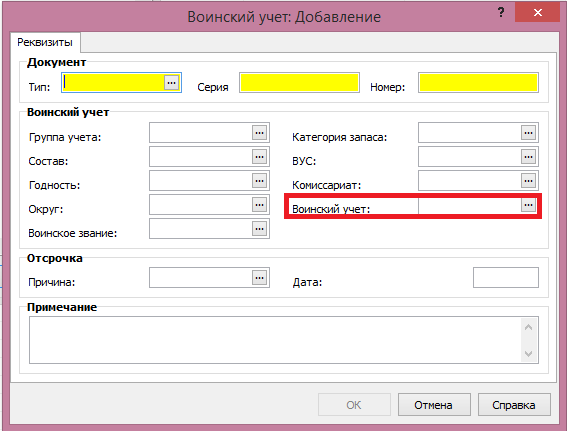 Воинский учет: Добавление
?
Реквизиты
Документ
Тип: ... Серия Номер:
Воинский учет
Группа учета: ... Категория запаса: ...
Состав: ... ВУС: ...
Годность: ... Комиссариат: ...
Округ: ... Воинский учет: ...
Воинское звание: ...
Отсрочка
Причина: ... Дата:
Примечание
ОК Отмена Справка